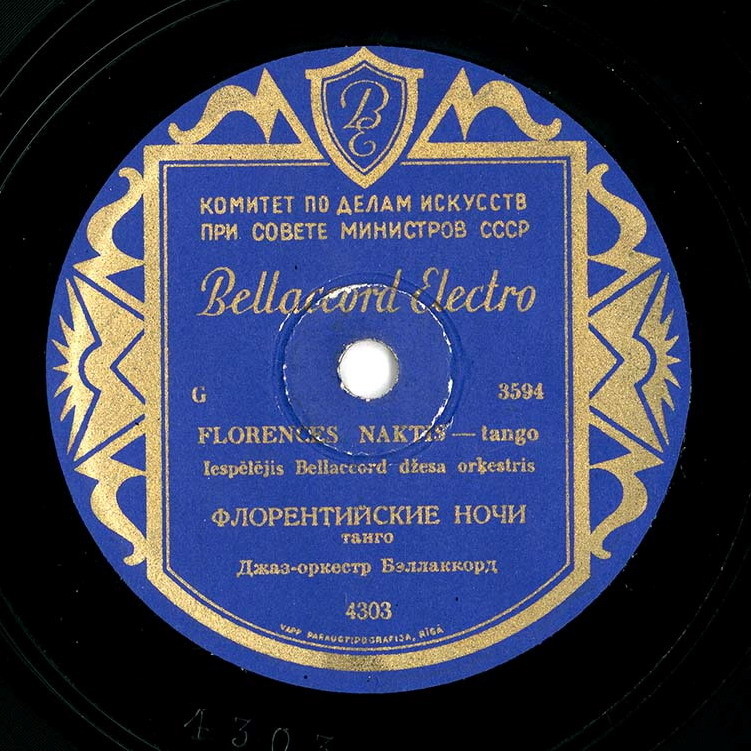 BE
КОМИТЕТ ПО ДЕЛАМ ИСКУССТВ
ПРИ СОВЕТЕ МИНИСТРОВ СССР
Bellaccord Electro
G 3594
FLORENCES NAKTIS — tango
Iespēlējis Bellaccord džesa orķestris
ФЛОРЕНТИЙСКИЕ НОЧИ
танго
Джаз-оркестр Бэллаккорд
4303
VAPP PARAUGTIPOGRAFIJA, RĪGĀ
4303